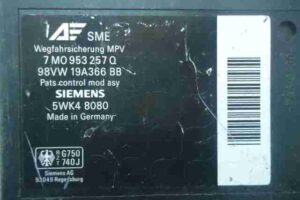 AF SME
Wegfahrsicherung MPV
7 M0 953 257 Q
98VW 19A366 BB
Pats control mod asy
SIEMENS
5WK4 8080
Made in Germany
G750
740J
Siemens AG
93049 Regensburg